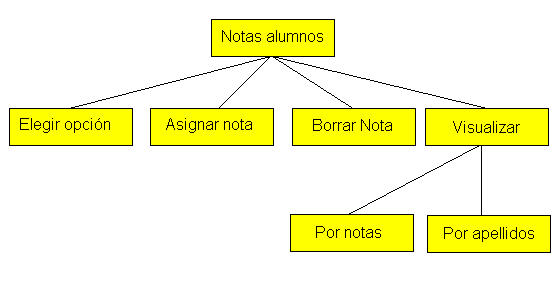 Notas alumnos
Elegir opción
Asignar nota
Borrar Nota
Visualizar
Por notas
Por apellidos